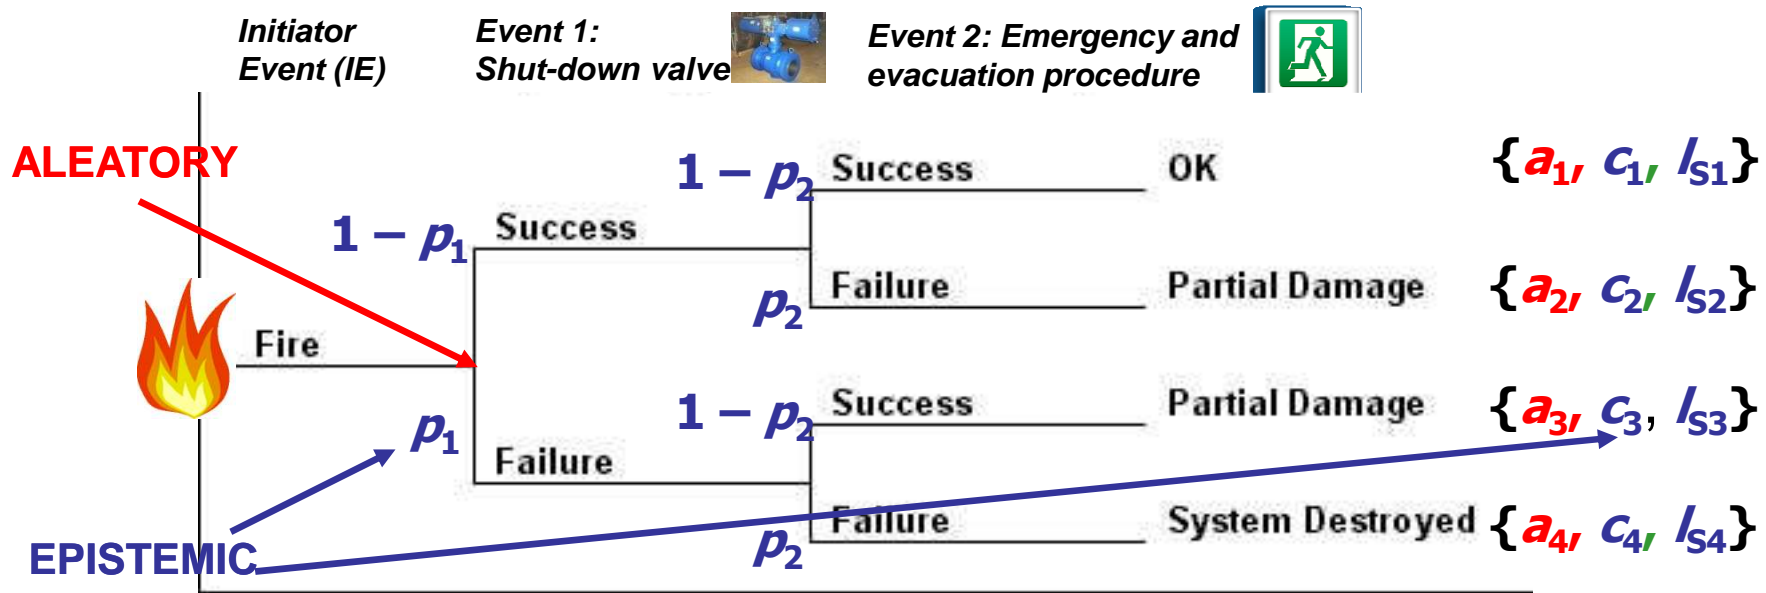 Initiator
Event (IE)
Event 1:
Shut-down valve
Event 2: Emergency and
evacuation procedure
ALEATORY
1 – p₂ Success OK {a₁, c₁, lS1}
1 – p₁ Success
p₂ Failure Partial Damage {a₂, c₂, lS2}
Fire
1 – p₂ Success Partial Damage {a₃, c₃, lS3}
p₁ Failure
p₂ Failure System Destroyed {a₄, c₄, lS4}
EPISTEMIC